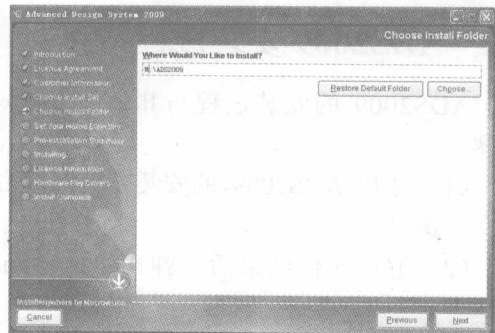 Advanced Design System 2009
Choose Install Folder
Introduction
License Agreement
Customer Information
Choose Install Set
Choose Install Folder
Set Your Home Directory
Pre-Installation Summary
Installing
License Information
Hardware Key Drivers
Install Complete
Where Would You Like to Install?
\ADS2009
Restore Default Folder
Choose...
InstallAnywhere by Macrovision
Cancel
Previous
Next